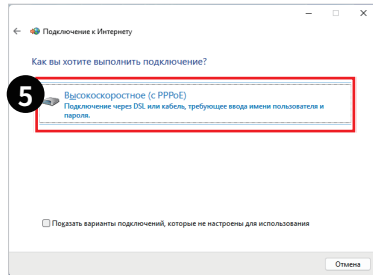 Подключение к Интернету
Как вы хотите выполнить подключение?
5
Высокоскоростное (с PPPoE)
Подключение через DSL или кабель, требующее ввода имени пользователя и
пароля.
Показать варианты подключений, которые не настроены для использования
Отмена